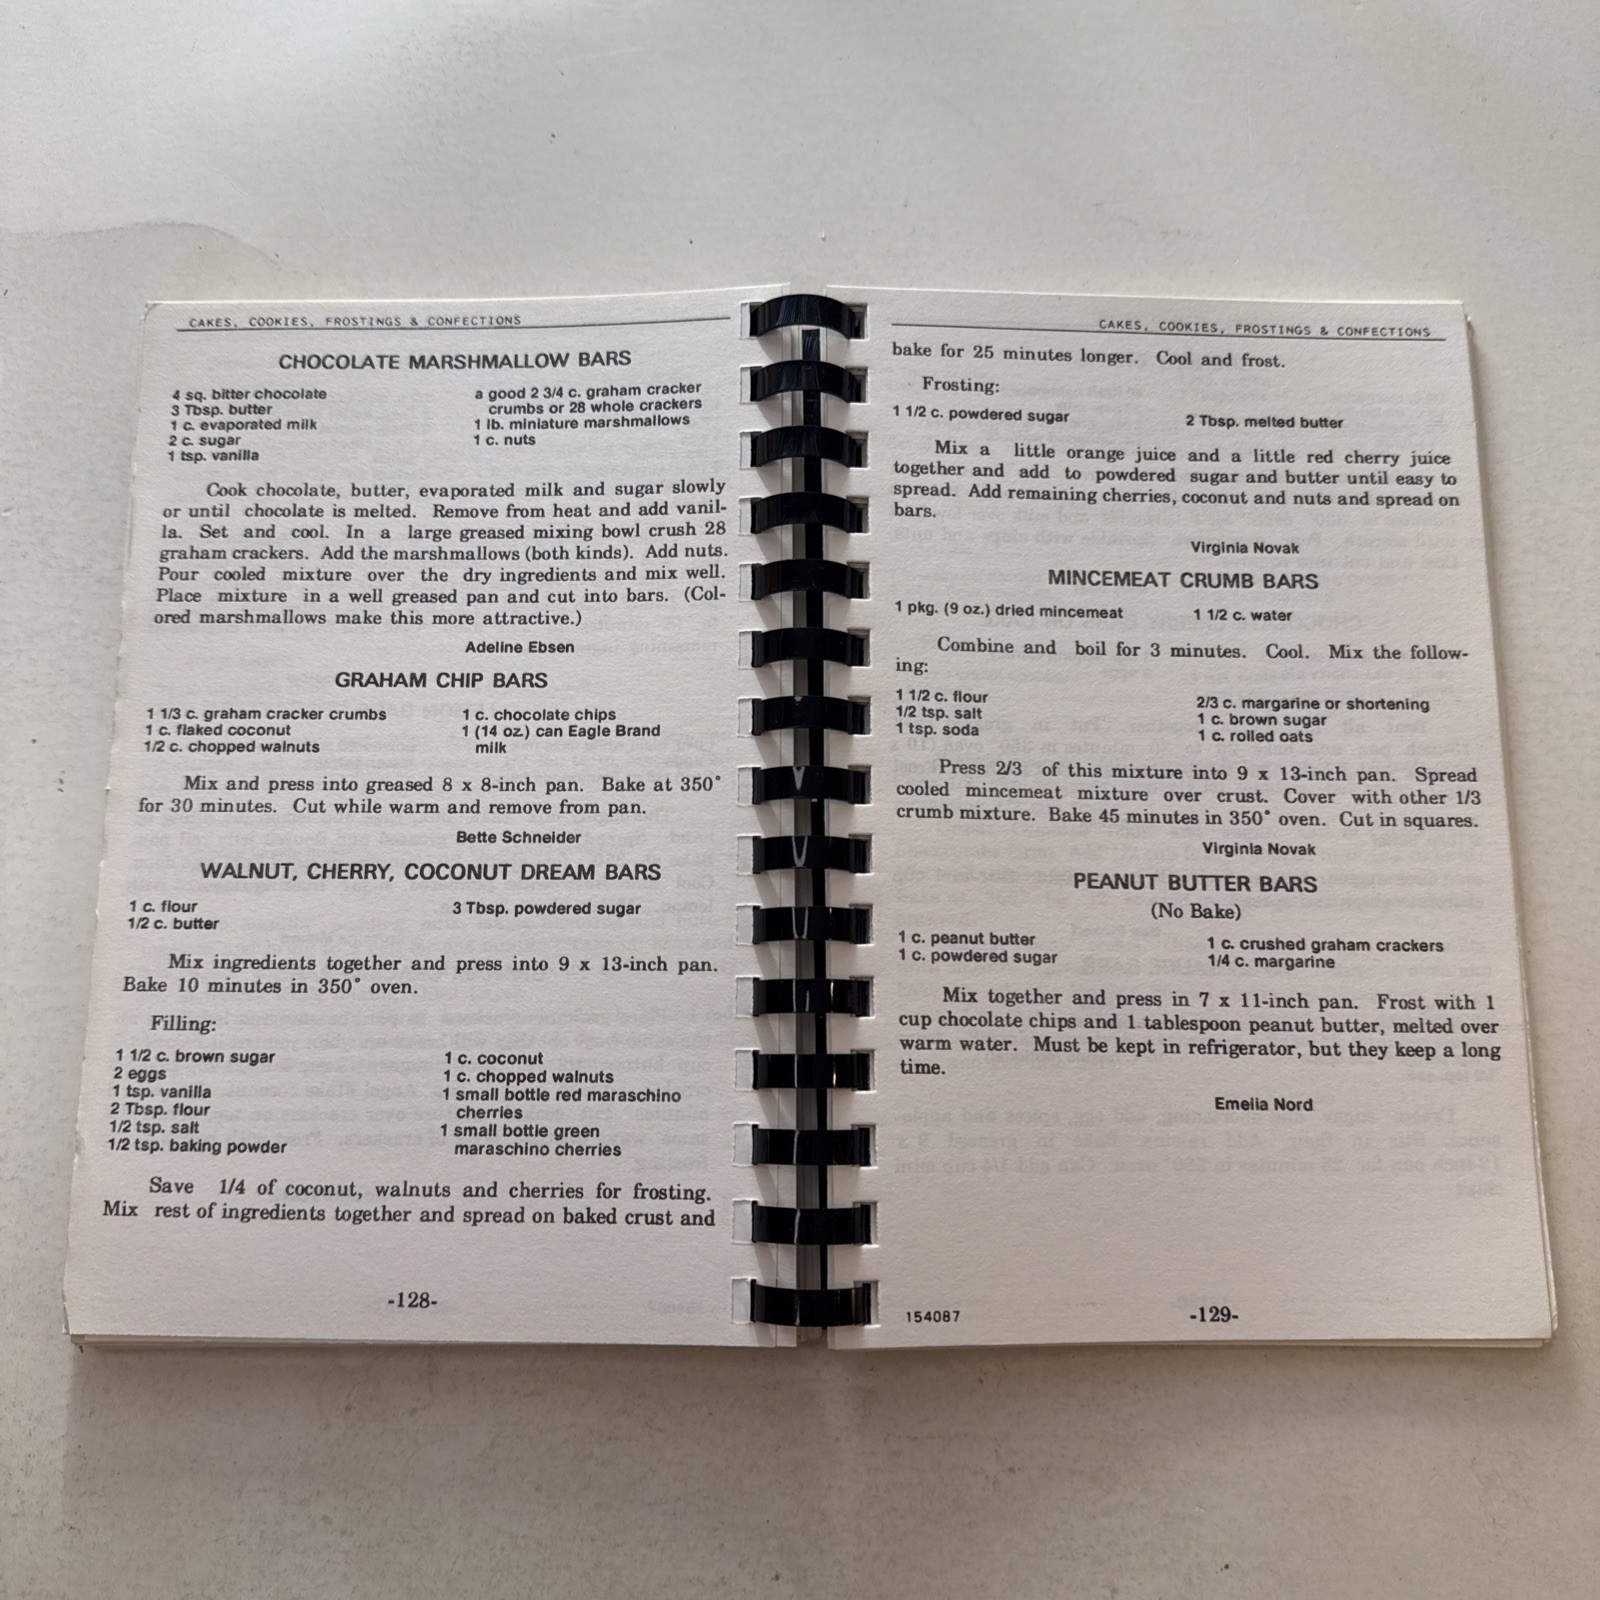 CAKES, COOKIES, FROSTINGS & CONFECTIONS
CHOCOLATE MARSHMALLOW BARS
4 sq. bitter chocolate
3 Tbsp. butter
1 c. evaporated milk
2 c. sugar
1 tsp. vanilla
a good 2 3/4 c. graham cracker
crumbs or 28 whole crackers
1 lb. miniature marshmallows
1 c. nuts
Cook chocolate, butter, evaporated milk and sugar slowly
or until chocolate is melted. Remove from heat and add vanil-
la. Set and cool. In a large greased mixing bowl crush 28
graham crackers. Add the marshmallows (both kinds). Add nuts.
Pour cooled mixture over the dry ingredients and mix well.
Place mixture in a well greased pan and cut into bars. (Col-
ored marshmallows make this more attractive.)
Adeline Ebsen
GRAHAM CHIP BARS
1 1/3 c. graham cracker crumbs
1 c. flaked coconut
1/2 c. chopped walnuts
1 c. chocolate chips
1 (14 oz.) can Eagle Brand
milk
Mix and press into greased 8 x 8-inch pan. Bake at 350°
for 30 minutes. Cut while warm and remove from pan.
Bette Schneider
WALNUT, CHERRY, COCONUT DREAM BARS
1 c. flour
1/2 c. butter
3 Tbsp. powdered sugar
Mix ingredients together and press into 9 x 13-inch pan.
Bake 10 minutes in 350° oven.
Filling:
1 1/2 c. brown sugar
2 eggs
1 tsp. vanilla
2 Tbsp. flour
1/2 tsp. salt
1/2 tsp. baking powder
1 c. coconut
1 c. chopped walnuts
1 small bottle red maraschino
cherries
1 small bottle green
maraschino cherries
Save 1/4 of coconut, walnuts and cherries for frosting.
Mix rest of ingredients together and spread on baked crust and
-128-
CAKES, COOKIES, FROSTINGS & CONFECTIONS
bake for 25 minutes longer. Cool and frost.
Frosting:
1 1/2 c. powdered sugar
2 Tbsp. melted butter
Mix a little orange juice and a little red cherry juice
together and add to powdered sugar and butter until easy to
spread. Add remaining cherries, coconut and nuts and spread on
bars.
Virginia Novak
MINCEMEAT CRUMB BARS
1 pkg. (9 oz.) dried mincemeat
1 1/2 c. water
Combine and boil for 3 minutes. Cool. Mix the follow-
ing:
1 1/2 c. flour
1/2 tsp. salt
1 tsp. soda
2/3 c. margarine or shortening
1 c. brown sugar
1 c. rolled oats
Press 2/3 of this mixture into 9 x 13-inch pan. Spread
cooled mincemeat mixture over crust. Cover with other 1/3
crumb mixture. Bake 45 minutes in 350° oven. Cut in squares.
Virginia Novak
PEANUT BUTTER BARS
(No Bake)
1 c. peanut butter
1 c. powdered sugar
1 c. crushed graham crackers
1/4 c. margarine
Mix together and press in 7 x 11-inch pan. Frost with 1
cup chocolate chips and 1 tablespoon peanut butter, melted over
warm water. Must be kept in refrigerator, but they keep a long
time.
Emelia Nord
154087
-129-